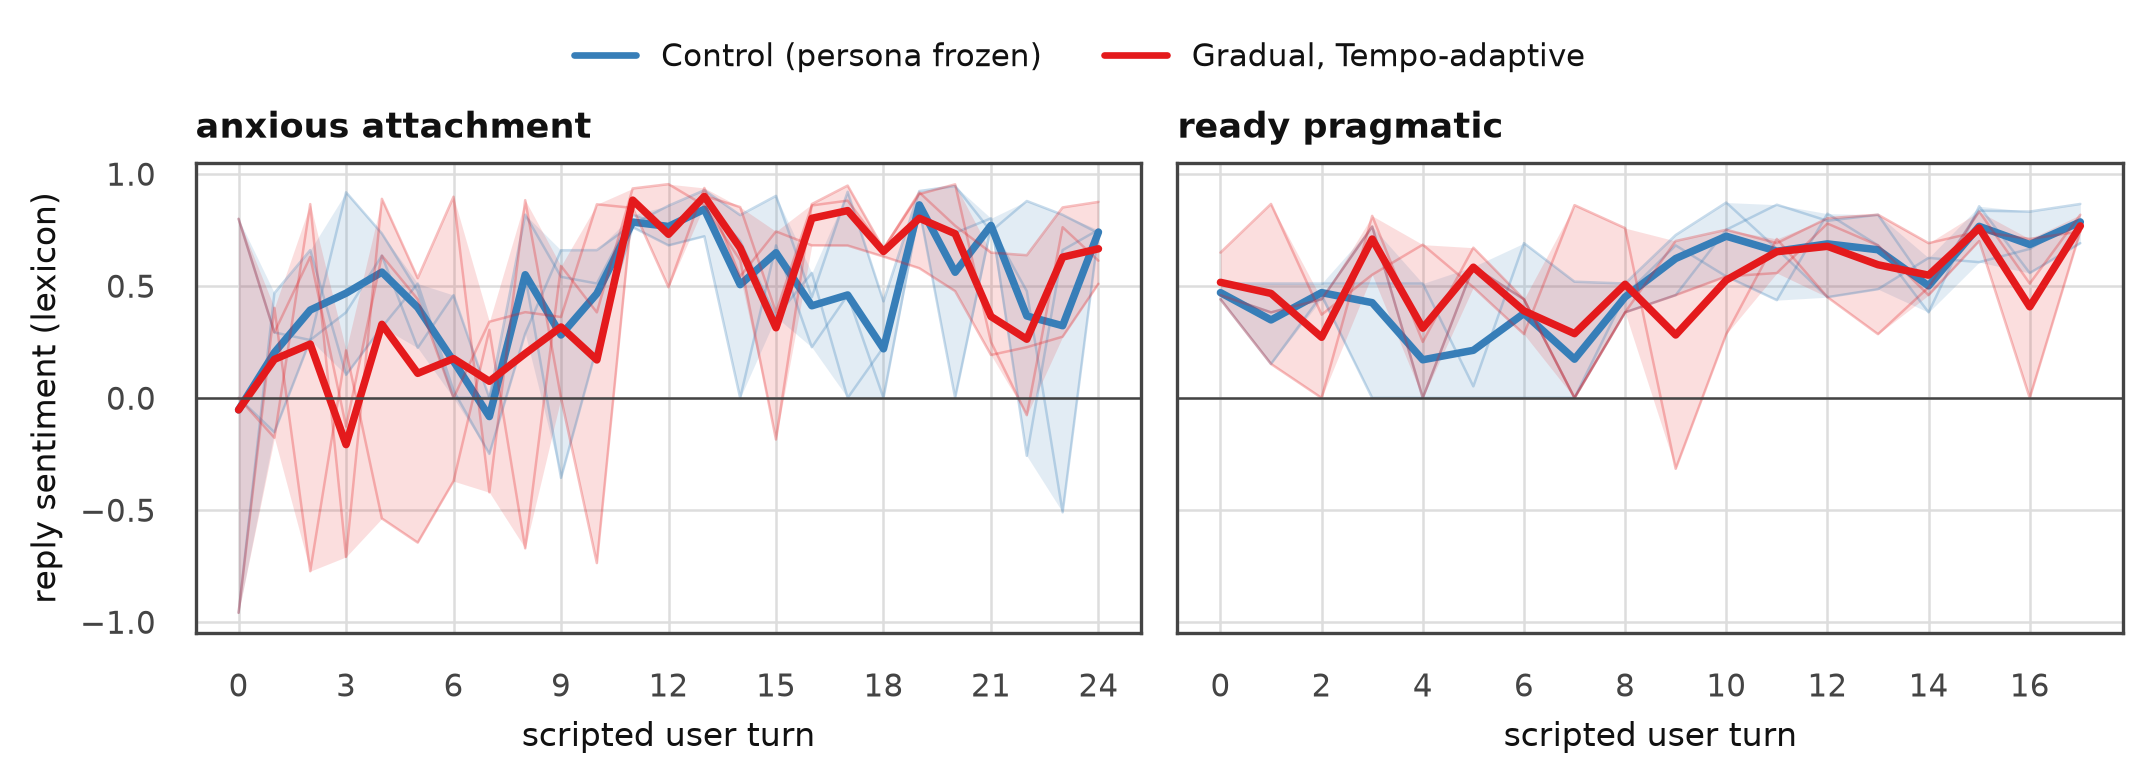 Control (persona frozen) Gradual, Tempo-adaptive
anxious attachment
ready pragmatic
reply sentiment (lexicon)
1.0
0.5
0.0
−0.5
−1.0
0 3 6 9 12 15 18 21 24
0 2 4 6 8 10 12 14 16
scripted user turn
scripted user turn